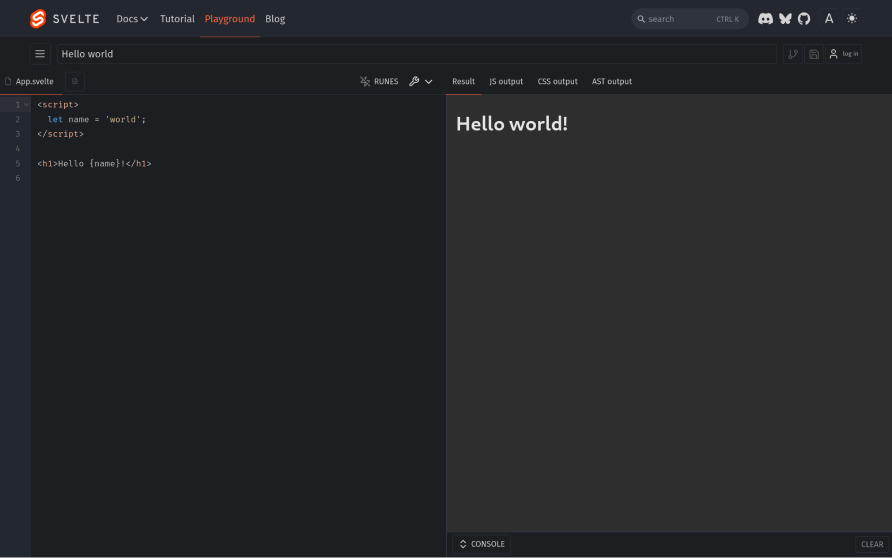 SVELTE Docs Tutorial Playground Blog search CTRL K A
Hello world log in
App.svelte RUNES Result JS output CSS output AST output
1 <script>
2 let name = 'world';
3 </script>
4
5 <h1>Hello {name}!</h1>
6
Hello world!
CONSOLE CLEAR